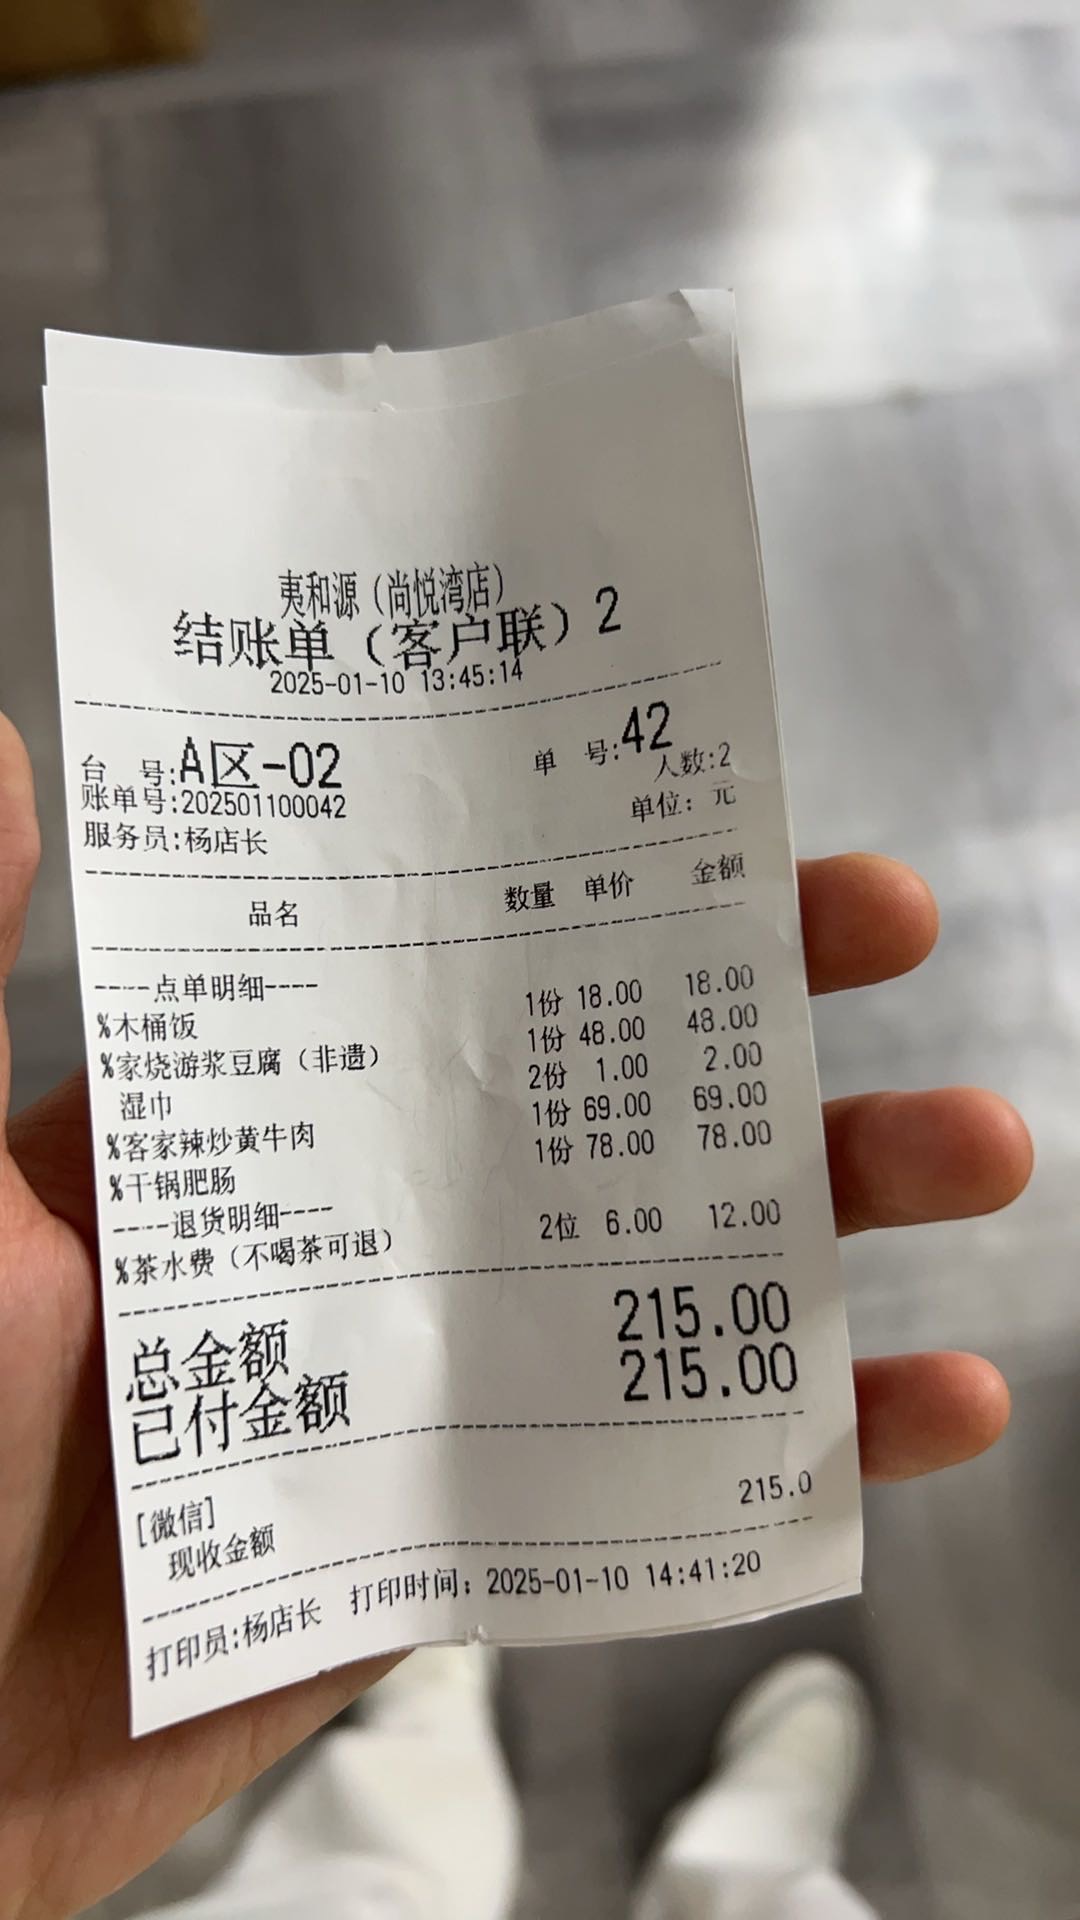 夷和源（尚悦湾店）
结账单（客户联）2
2025-01-10 13:45:14
台 号:A区-02 单 号:42
账单号:202501100042 人数:2
服务员:杨店长 单位：元
品名 数量 单价 金额
----点单明细----
%木桶饭 1份 18.00 18.00
%家烧游浆豆腐（非遗） 1份 48.00 48.00
湿巾 2份 1.00 2.00
%客家辣炒黄牛肉 1份 69.00 69.00
%干锅肥肠 1份 78.00 78.00
----退货明细----
%茶水费（不喝茶可退） 2位 6.00 12.00
总金额 215.00
已付金额 215.00
[微信]
现收金额 215.0
打印员:杨店长 打印时间：2025-01-10 14:41:20